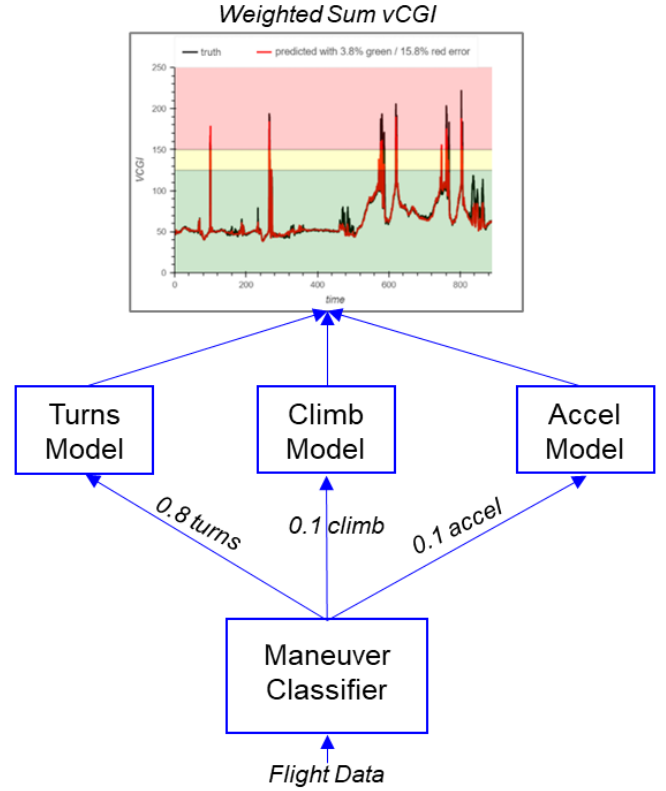 Weighted Sum vCGI
truth
predicted with 3.8% green / 15.8% red error
250
200
150
100
50
0
VCGI
0
200
400
600
800
time
Turns
Model
Climb
Model
Accel
Model
0.8 turns
0.1 climb
0.1 accel
Maneuver
Classifier
Flight Data